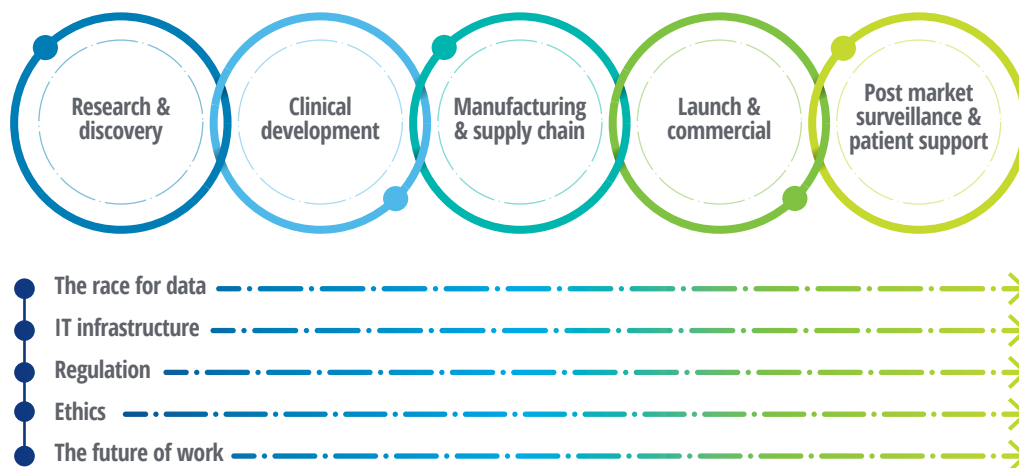 Research &
discovery
Clinical
development
Manufacturing
& supply chain
Launch &
commercial
Post market
surveillance &
patient support
The race for data
IT infrastructure
Regulation
Ethics
The future of work